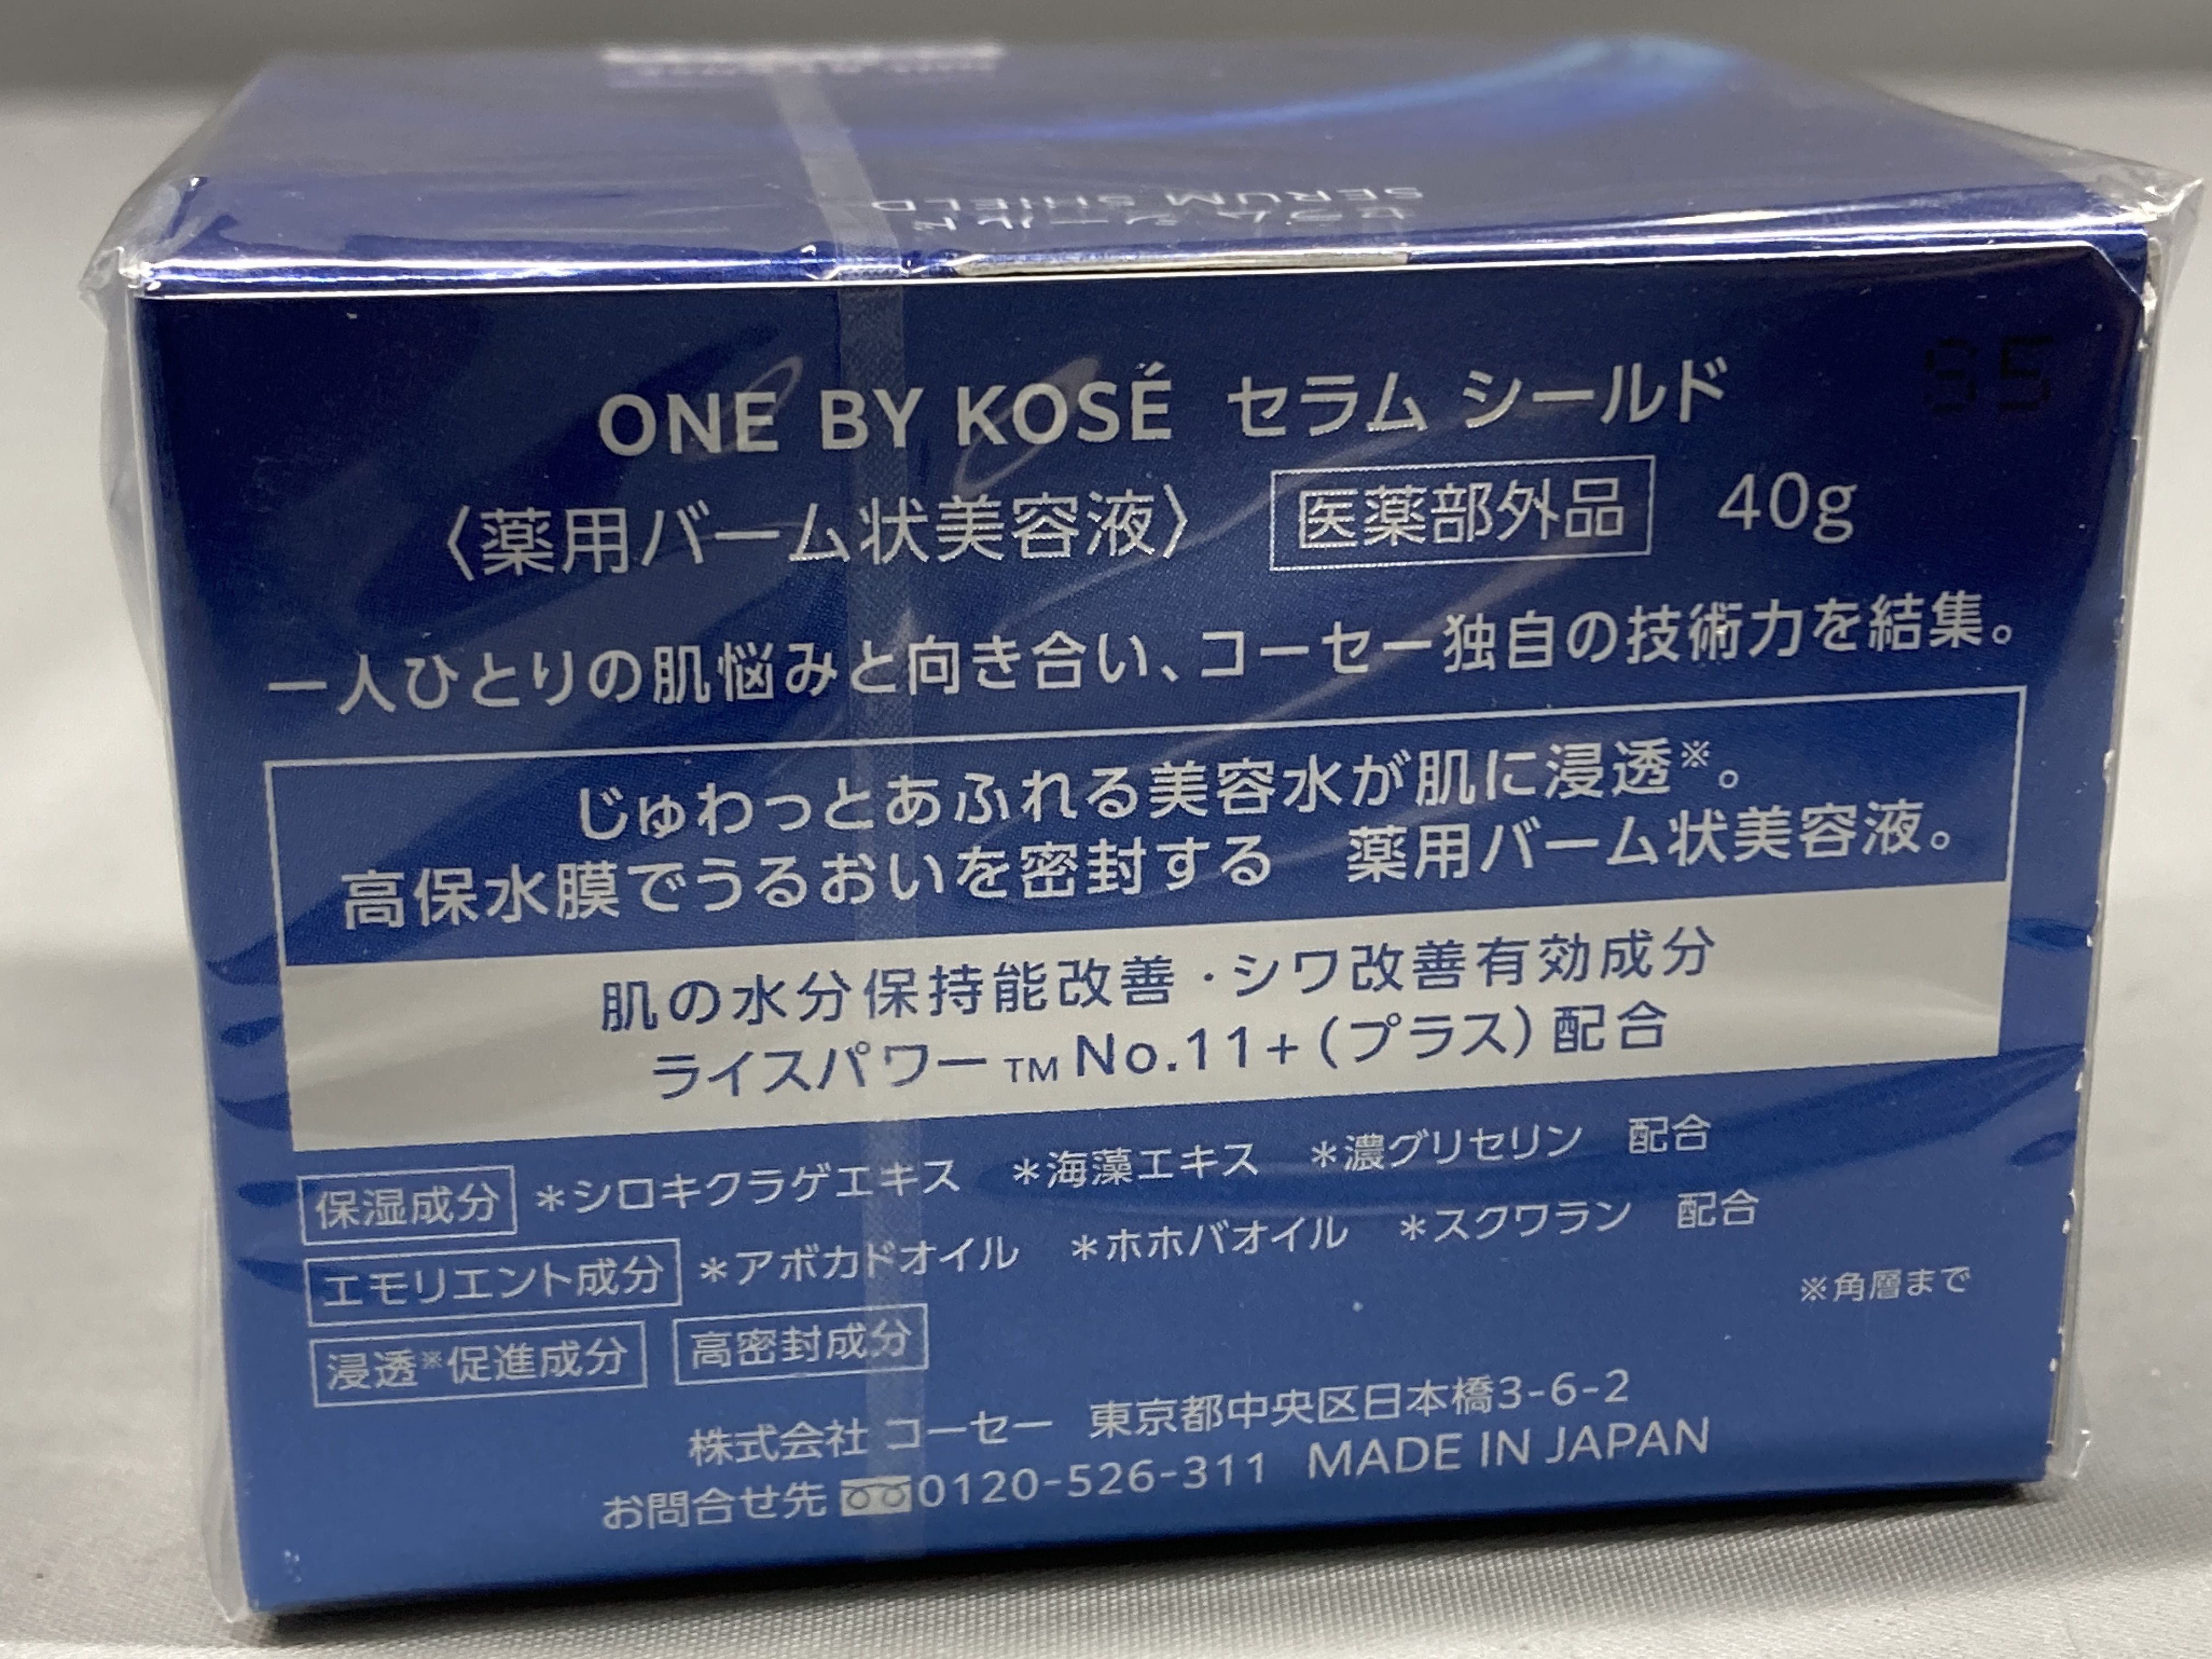 SERUM SHIELD
セラム シールド
S5
ONE BY KOSÉ セラム シールド
〈薬用バーム状美容液〉 医薬部外品 40g
一人ひとりの肌悩みと向き合い、コーセー独自の技術力を結集。
じゅわっとあふれる美容水が肌に浸透※。
高保水膜でうるおいを密封する 薬用バーム状美容液。
肌の水分保持能改善・シワ改善有効成分
ライスパワー™ No.11+(プラス)配合
保湿成分 *シロキクラゲエキス *海藻エキス *濃グリセリン 配合
エモリエント成分 *アボカドオイル *ホホバオイル *スクワラン 配合
※角層まで
浸透※促進成分 高密封成分
株式会社 コーセー 東京都中央区日本橋3-6-2
お問合せ先 0120-526-311 MADE IN JAPAN